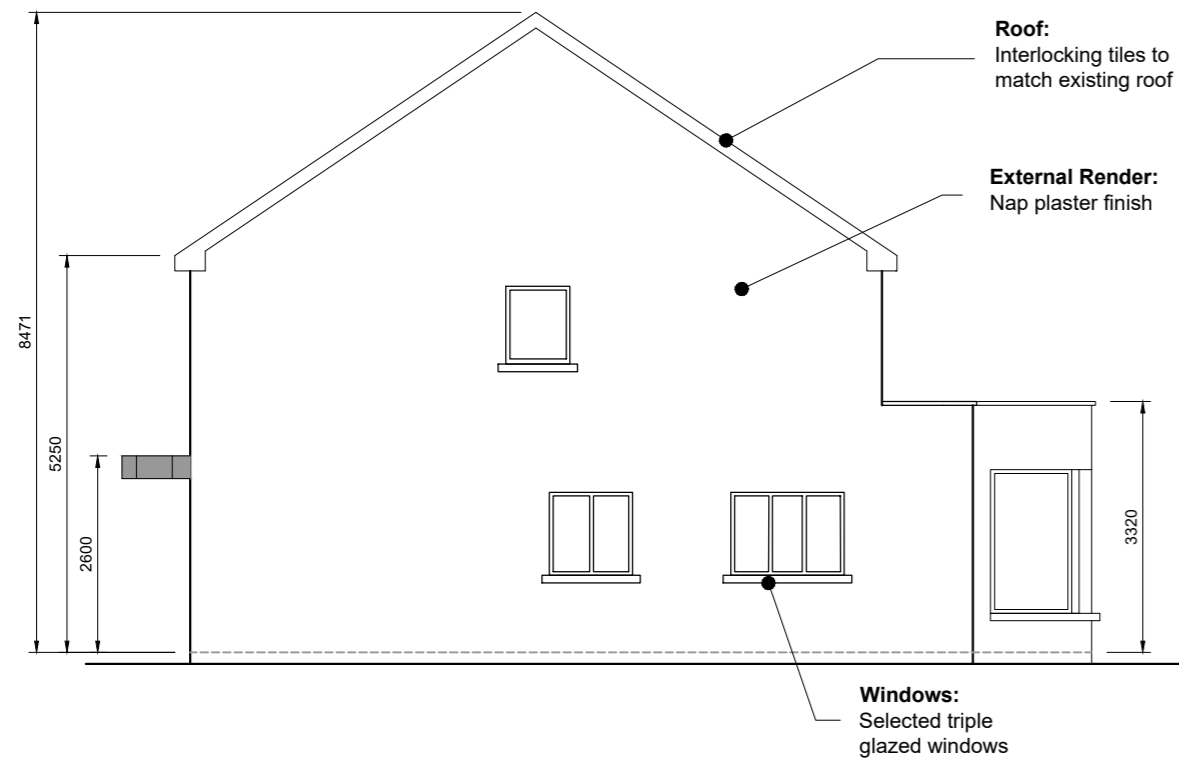 Roof:
Interlocking tiles to
match existing roof
External Render:
Nap plaster finish
8471
5250
2600
3320
Windows:
Selected triple
glazed windows